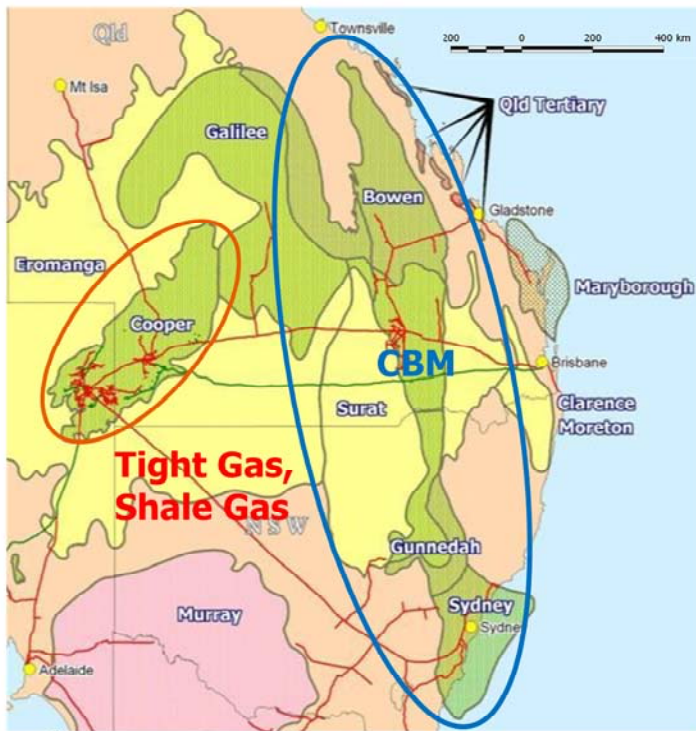 Qld
Townsville
200 0 200 400 km
Mt Isa
Qld Tertiary
Galilee
Bowen
Gladstone
Eromanga
Maryborough
Cooper
CBM
Brisbane
Surat
Clarence
Moreton
Tight Gas,
Shale Gas
NSW
Gunnedah
Murray
Sydney
Sydne
Adelaide